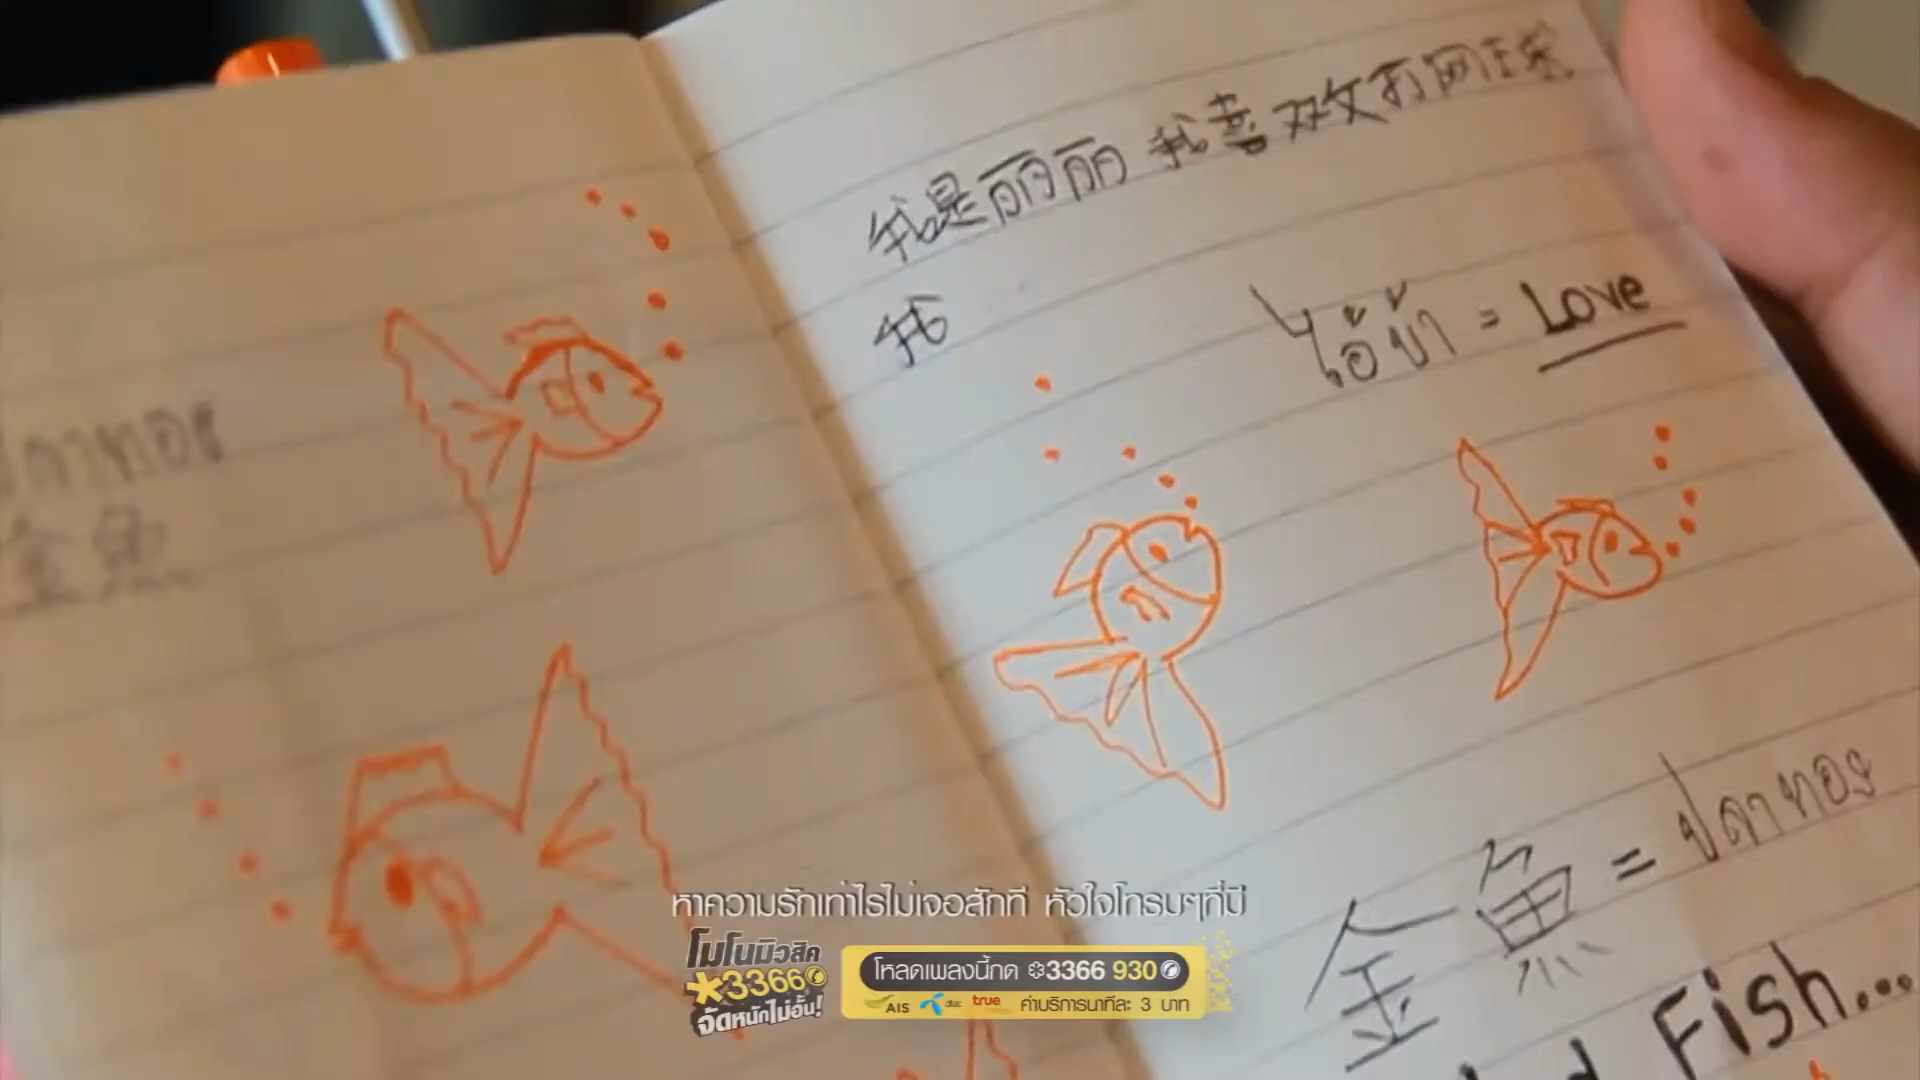 ปลาทอง
金魚
我是丽丽 我喜欢打网球
我
ไอ้บ้า = Love
金魚 = ปลาทอง
Fish...
หาความรักเท่าไรไม่เจอสักที หัวใจโทรมๆที่มี
โมโนมิวสิค
*3366
จัดหนักไม่อั้น!
โหลดเพลงนี้กด *3366 930
AIS dtac true ค่าบริการนาทีละ 3 บาท